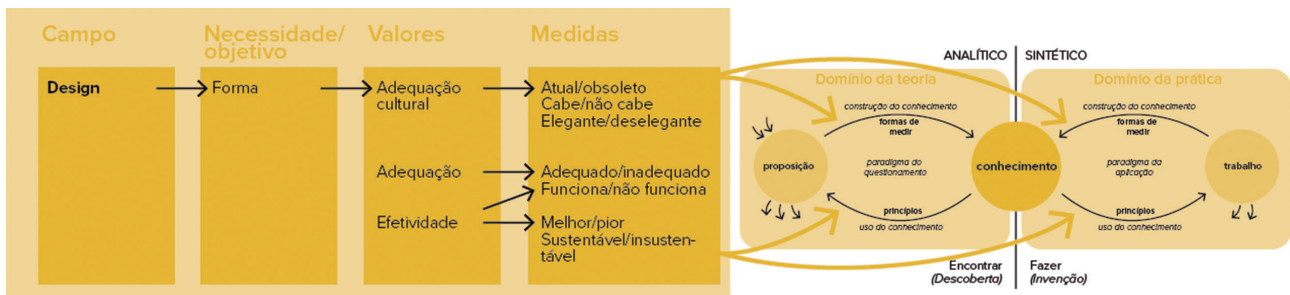 Campo
Necessidade/
objetivo
Valores
Medidas
Design
Forma
Adequação
cultural
Atual/obsoleto
Cabe/não cabe
Elegante/deselegante
Adequação
Adequado/inadequado
Funciona/não funciona
Efetividade
Melhor/pior
Sustentável/insusten-
tável
ANALÍTICO
SINTÉTICO
Domínio da teoria
Domínio da prática
construção do conhecimento
formas de
medir
construção do conhecimento
formas de
medir
proposição
paradigma do
questionamento
conhecimento
paradigma da
aplicação
trabalho
princípios
uso do conhecimento
princípios
uso do conhecimento
Encontrar
(Descoberta)
Fazer
(Invenção)